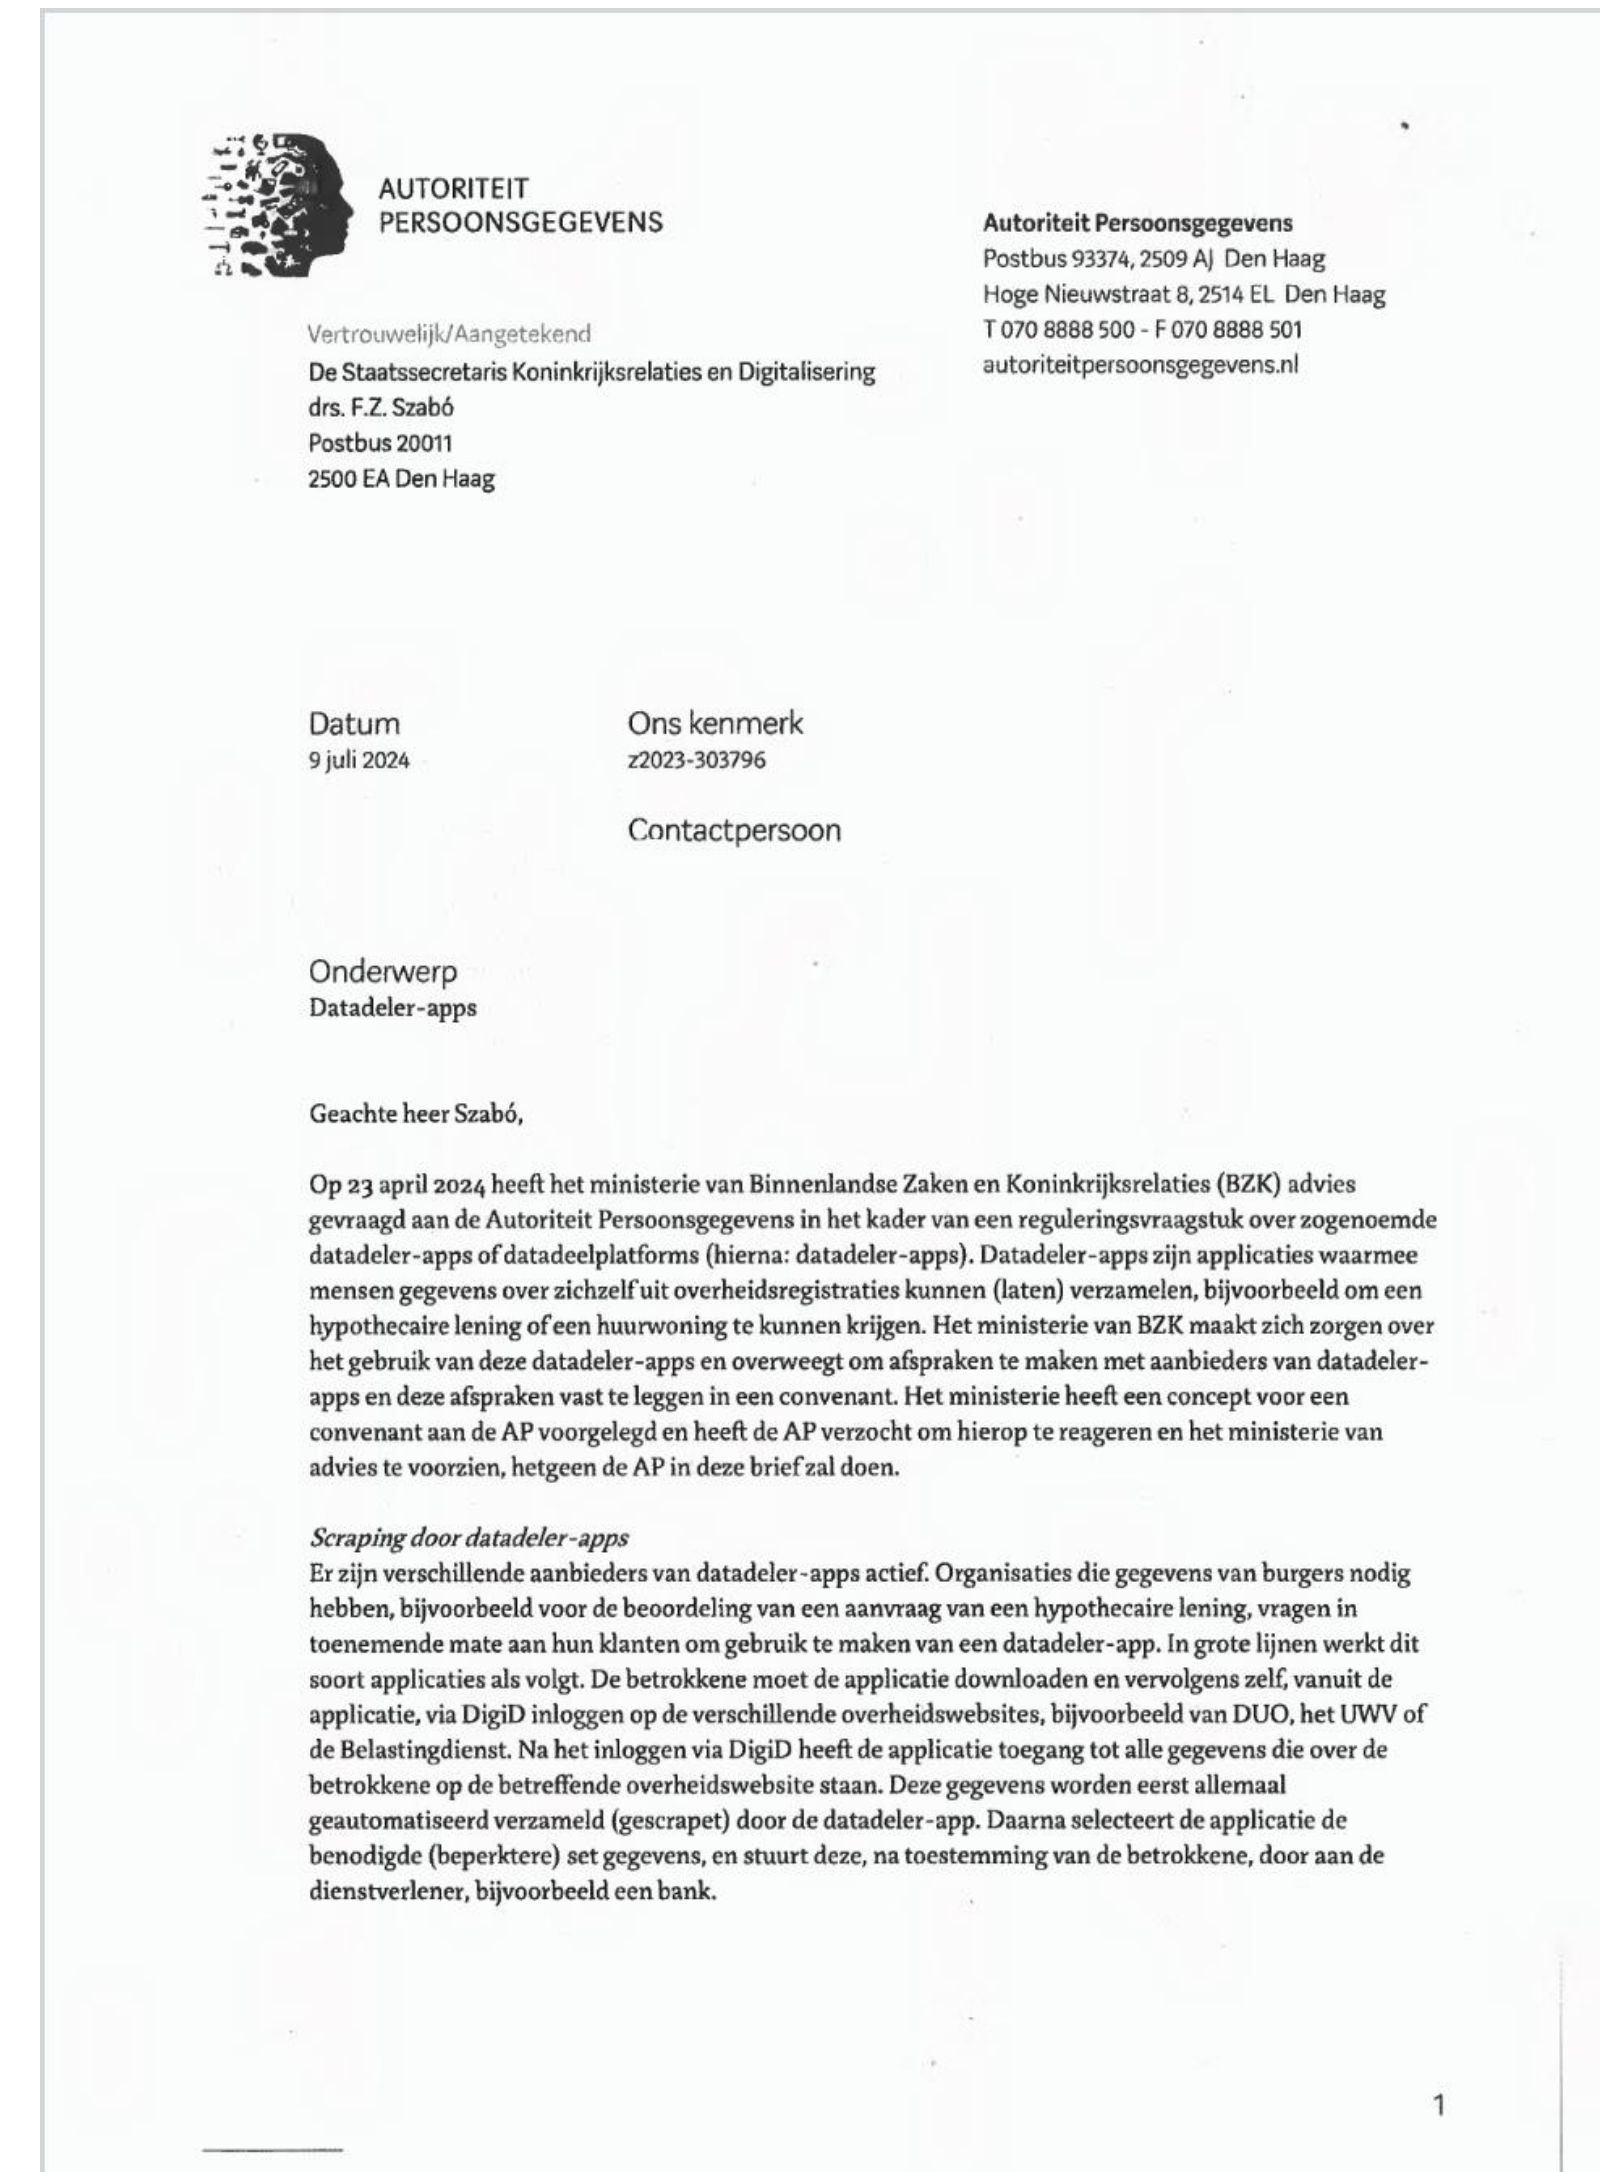 AUTORITEIT
PERSOONSGEGEVENS
Autoriteit Persoonsgegevens
Postbus 93374, 2509 AJ Den Haag
Hoge Nieuwstraat 8, 2514 EL Den Haag
T 070 8888 500 - F 070 8888 501
autoriteitpersoonsgegevens.nl
Vertrouwelijk/Aangetekend
De Staatssecretaris Koninkrijksrelaties en Digitalisering
drs. F.Z. Szabó
Postbus 20011
2500 EA Den Haag
Datum
9 juli 2024
Ons kenmerk
z2023-303796
Contactpersoon
Onderwerp
Datadeler-apps
Geachte heer Szabó,
Op 23 april 2024 heeft het ministerie van Binnenlandse Zaken en Koninkrijksrelaties (BZK) advies
gevraagd aan de Autoriteit Persoonsgegevens in het kader van een reguleringsvraagstuk over zogenoemde
datadeler-apps of datadeelplatforms (hierna: datadeler-apps). Datadeler-apps zijn applicaties waarmee
mensen gegevens over zichzelf uit overheidsregistraties kunnen (laten) verzamelen, bijvoorbeeld om een
hypothecaire lening of een huurwoning te kunnen krijgen. Het ministerie van BZK maakt zich zorgen over
het gebruik van deze datadeler-apps en overweegt om afspraken te maken met aanbieders van datadeler-
apps en deze afspraken vast te leggen in een convenant. Het ministerie heeft een concept voor een
convenant aan de AP voorgelegd en heeft de AP verzocht om hierop te reageren en het ministerie van
advies te voorzien, hetgeen de AP in deze brief zal doen.
Scraping door datadeler-apps
Er zijn verschillende aanbieders van datadeler-apps actief. Organisaties die gegevens van burgers nodig
hebben, bijvoorbeeld voor de beoordeling van een aanvraag van een hypothecaire lening, vragen in
toenemende mate aan hun klanten om gebruik te maken van een datadeler-app. In grote lijnen werkt dit
soort applicaties als volgt. De betrokkene moet de applicatie downloaden en vervolgens zelf, vanuit de
applicatie, via DigiD inloggen op de verschillende overheidswebsites, bijvoorbeeld van DUO, het UWV of
de Belastingdienst. Na het inloggen via DigiD heeft de applicatie toegang tot alle gegevens die over de
betrokkene op de betreffende overheidswebsite staan. Deze gegevens worden eerst allemaal
geautomatiseerd verzameld (gescrapet) door de datadeler-app. Daarna selecteert de applicatie de
benodigde (beperktere) set gegevens, en stuurt deze, na toestemming van de betrokkene, door aan de
dienstverlener, bijvoorbeeld een bank.
1